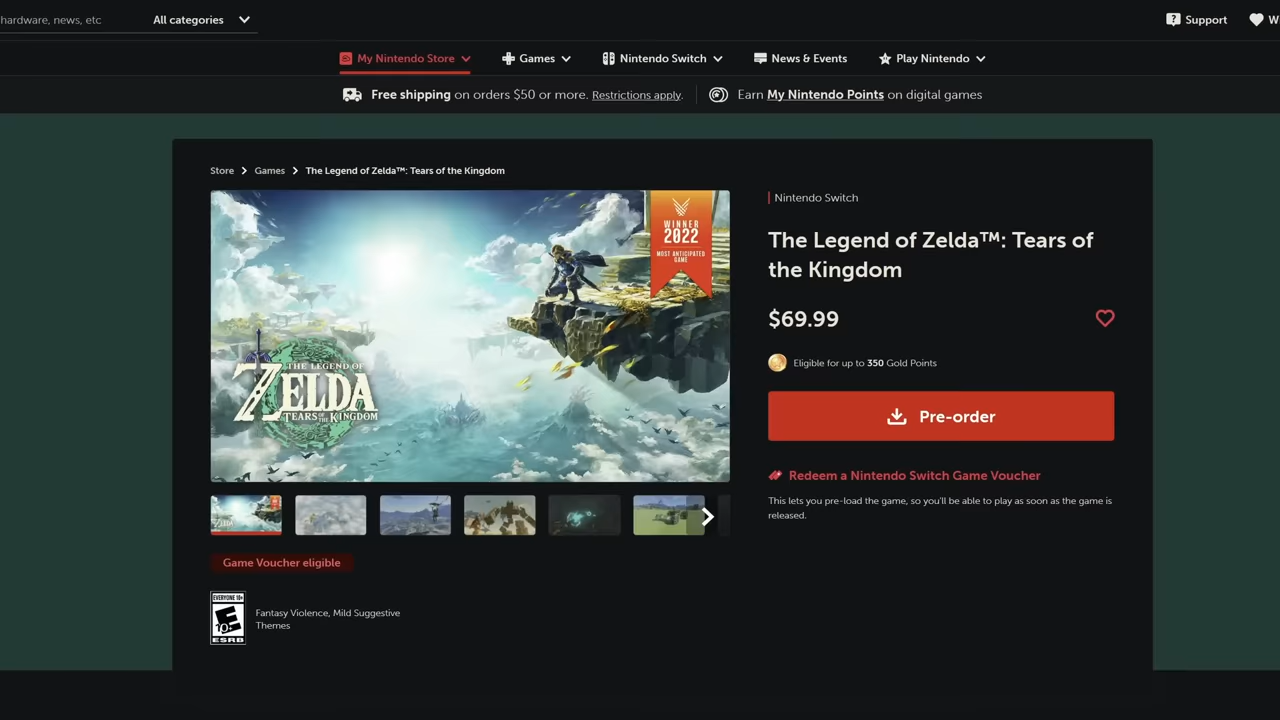 hardware, news, etc
All categories
Support
W
My Nintendo Store
Games
Nintendo Switch
News & Events
Play Nintendo
Free shipping on orders $50 or more. Restrictions apply.
Earn My Nintendo Points on digital games
Store
Games
The Legend of Zelda™: Tears of the Kingdom
WINNER
2022
MOST ANTICIPATED
GAME
THE LEGEND OF
ZELDA
TEARS OF THE KINGDOM
Nintendo Switch
The Legend of Zelda™: Tears of
the Kingdom
$69.99
Eligible for up to 350 Gold Points
Pre-order
Redeem a Nintendo Switch Game Voucher
This lets you pre-load the game, so you'll be able to play as soon as the game is
released.
Game Voucher eligible
EVERYONE 10+
E
10+
ESRB
Fantasy Violence, Mild Suggestive
Themes